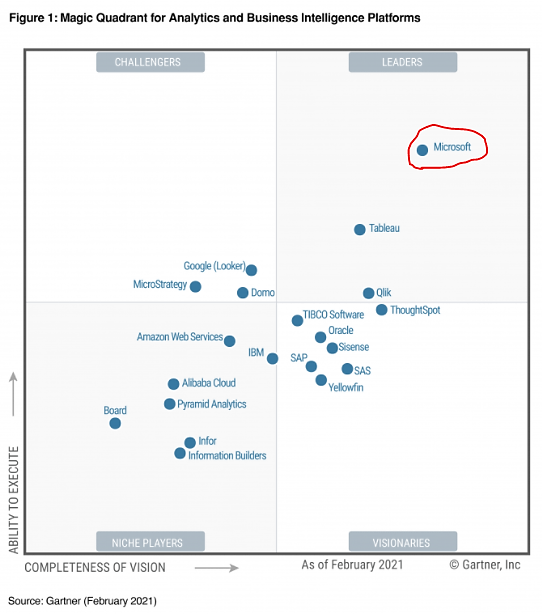 Figure 1: Magic Quadrant for Analytics and Business Intelligence Platforms
CHALLENGERS
LEADERS
Microsoft
Tableau
Google (Looker)
MicroStrategy
Domo
Qlik
ThoughtSpot
TIBCO Software
Amazon Web Services
Oracle
Sisense
IBM
SAP
SAS
Alibaba Cloud
Yellowfin
Pyramid Analytics
Board
Infor
Information Builders
ABILITY TO EXECUTE
NICHE PLAYERS
VISIONARIES
COMPLETENESS OF VISION
As of February 2021
© Gartner, Inc
Source: Gartner (February 2021)